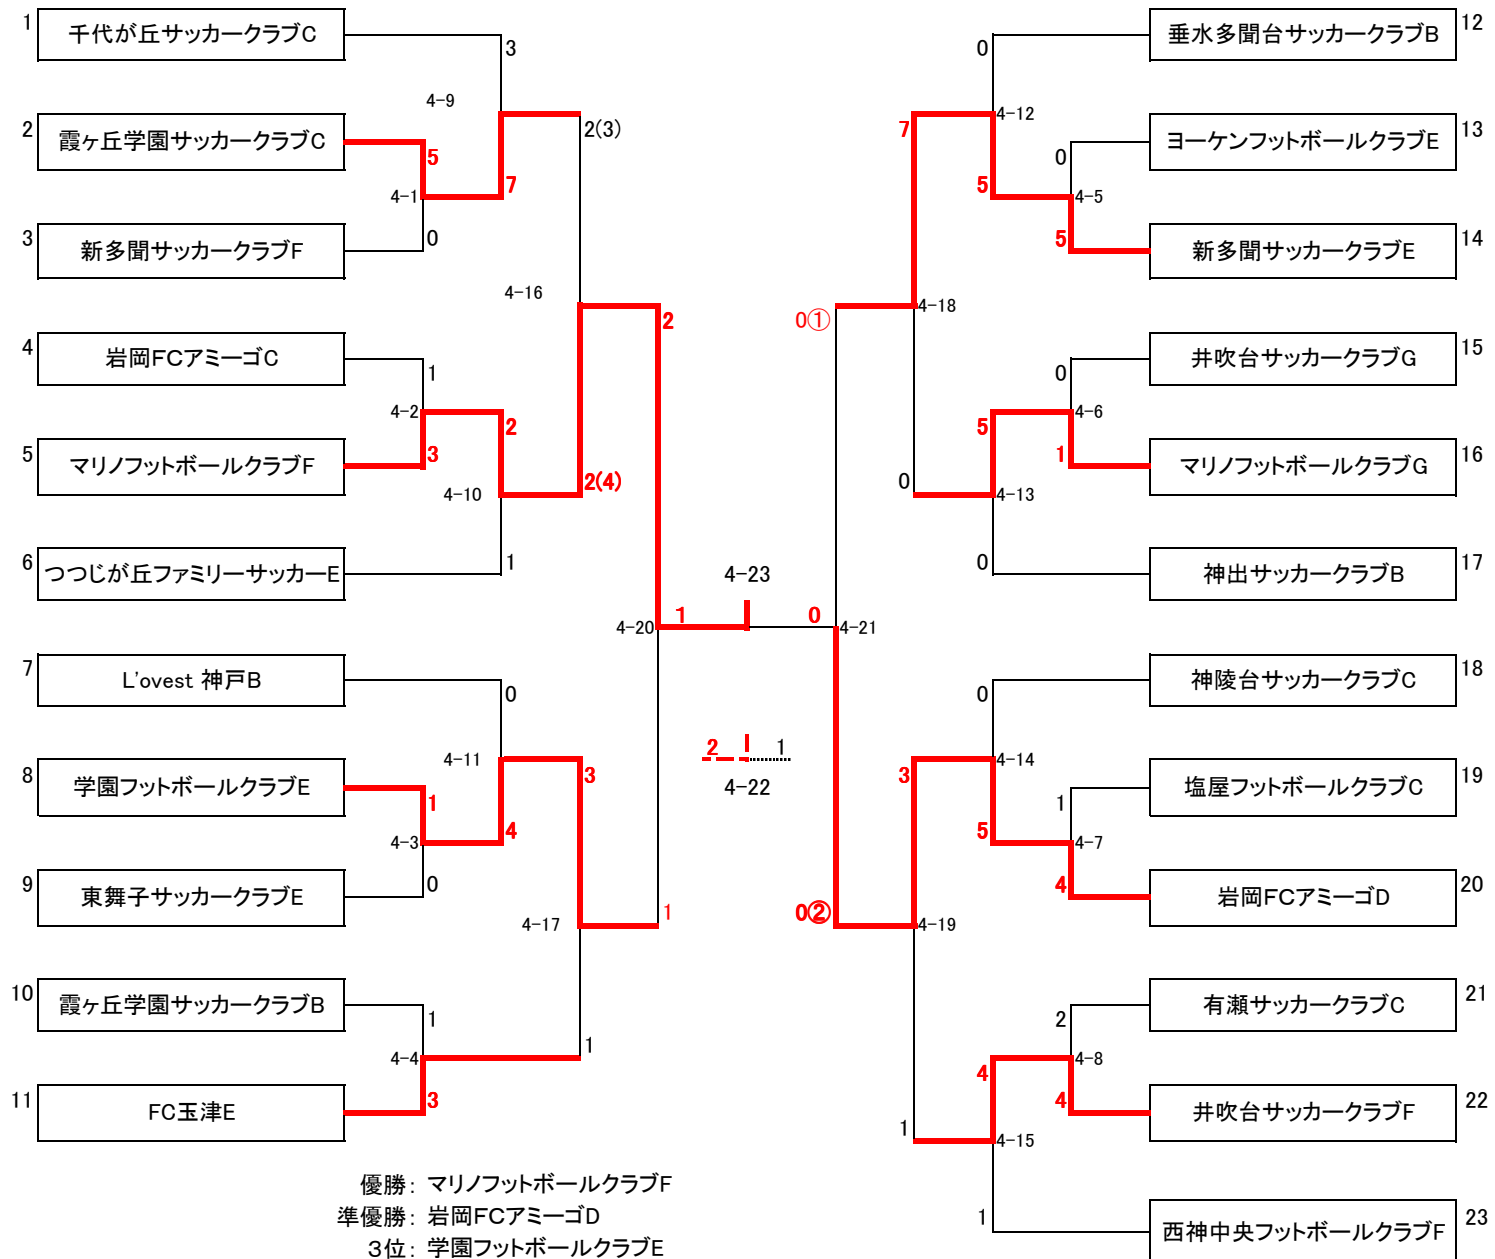 1 千代が丘サッカークラブC
3
4-9
2 霞ヶ丘学園サッカークラブC
5
2(3)
7
4-1
3 新多聞サッカークラブF
0
4-16
2
4 岩岡FCアミーゴC
1
4-2
2
5 マリノフットボールクラブF
3
4-10
2(4)
6 つつじが丘ファミリーサッカーE
1
4-23
4-20
1
0
4-21
7 L'ovest 神戸B
0
4-11
8 学園フットボールクラブE
1
3
4
4-3
9 東舞子サッカークラブE
0
4-17
1
10 霞ヶ丘学園サッカークラブB
1
4-4
1
11 FC玉津E
3
2
1
4-22
垂水多聞台サッカークラブB 12
0
4-12
7
ヨーケンフットボールクラブE 13
0
5
4-5
新多聞サッカークラブE 14
5
4-18
0①
井吹台サッカークラブG 15
0
4-6
5
マリノフットボールクラブG 16
1
0
4-13
神出サッカークラブB 17
0
神陵台サッカークラブC 18
0
4-14
3
塩屋フットボールクラブC 19
1
5
4-7
岩岡FCアミーゴD 20
4
0②
4-19
有瀬サッカークラブC 21
2
4-8
4
井吹台サッカークラブF 22
4
1
4-15
西神中央フットボールクラブF 23
1
優勝: マリノフットボールクラブF
準優勝: 岩岡FCアミーゴD
3位: 学園フットボールクラブE